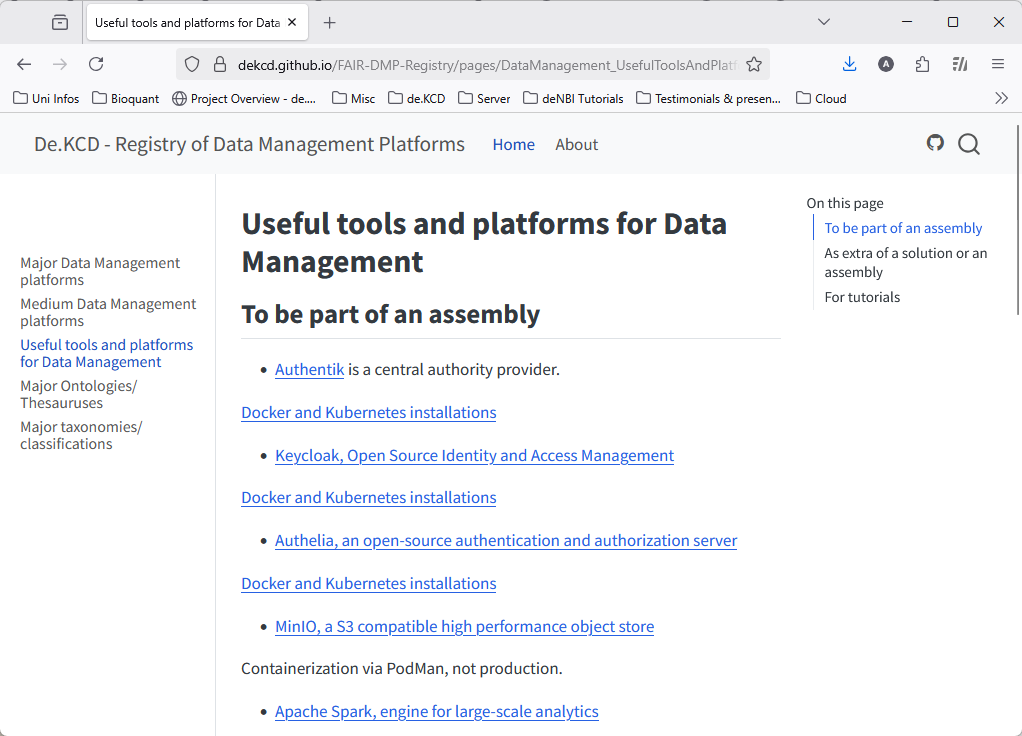 Useful tools and platforms for Data
dekcd.github.io/FAIR-DMP-Registry/pages/DataManagement_UsefulToolsAndPlatf
Uni Infos
Bioquant
Project Overview - de....
Misc
de.KCD
Server
deNBI Tutorials
Testimonials & presen...
Cloud
De.KCD - Registry of Data Management Platforms
Home
About
Major Data Management
platforms
Medium Data Management
platforms
Useful tools and platforms
for Data Management
Major Ontologies/
Thesauruses
Major taxonomies/
classifications
Useful tools and platforms for Data
Management
To be part of an assembly
Authentik is a central authority provider.
Docker and Kubernetes installations
Keycloak, Open Source Identity and Access Management
Docker and Kubernetes installations
Authelia, an open-source authentication and authorization server
Docker and Kubernetes installations
MinIO, a S3 compatible high performance object store
Containerization via PodMan, not production.
Apache Spark, engine for large-scale analytics
On this page
To be part of an assembly
As extra of a solution or an
assembly
For tutorials